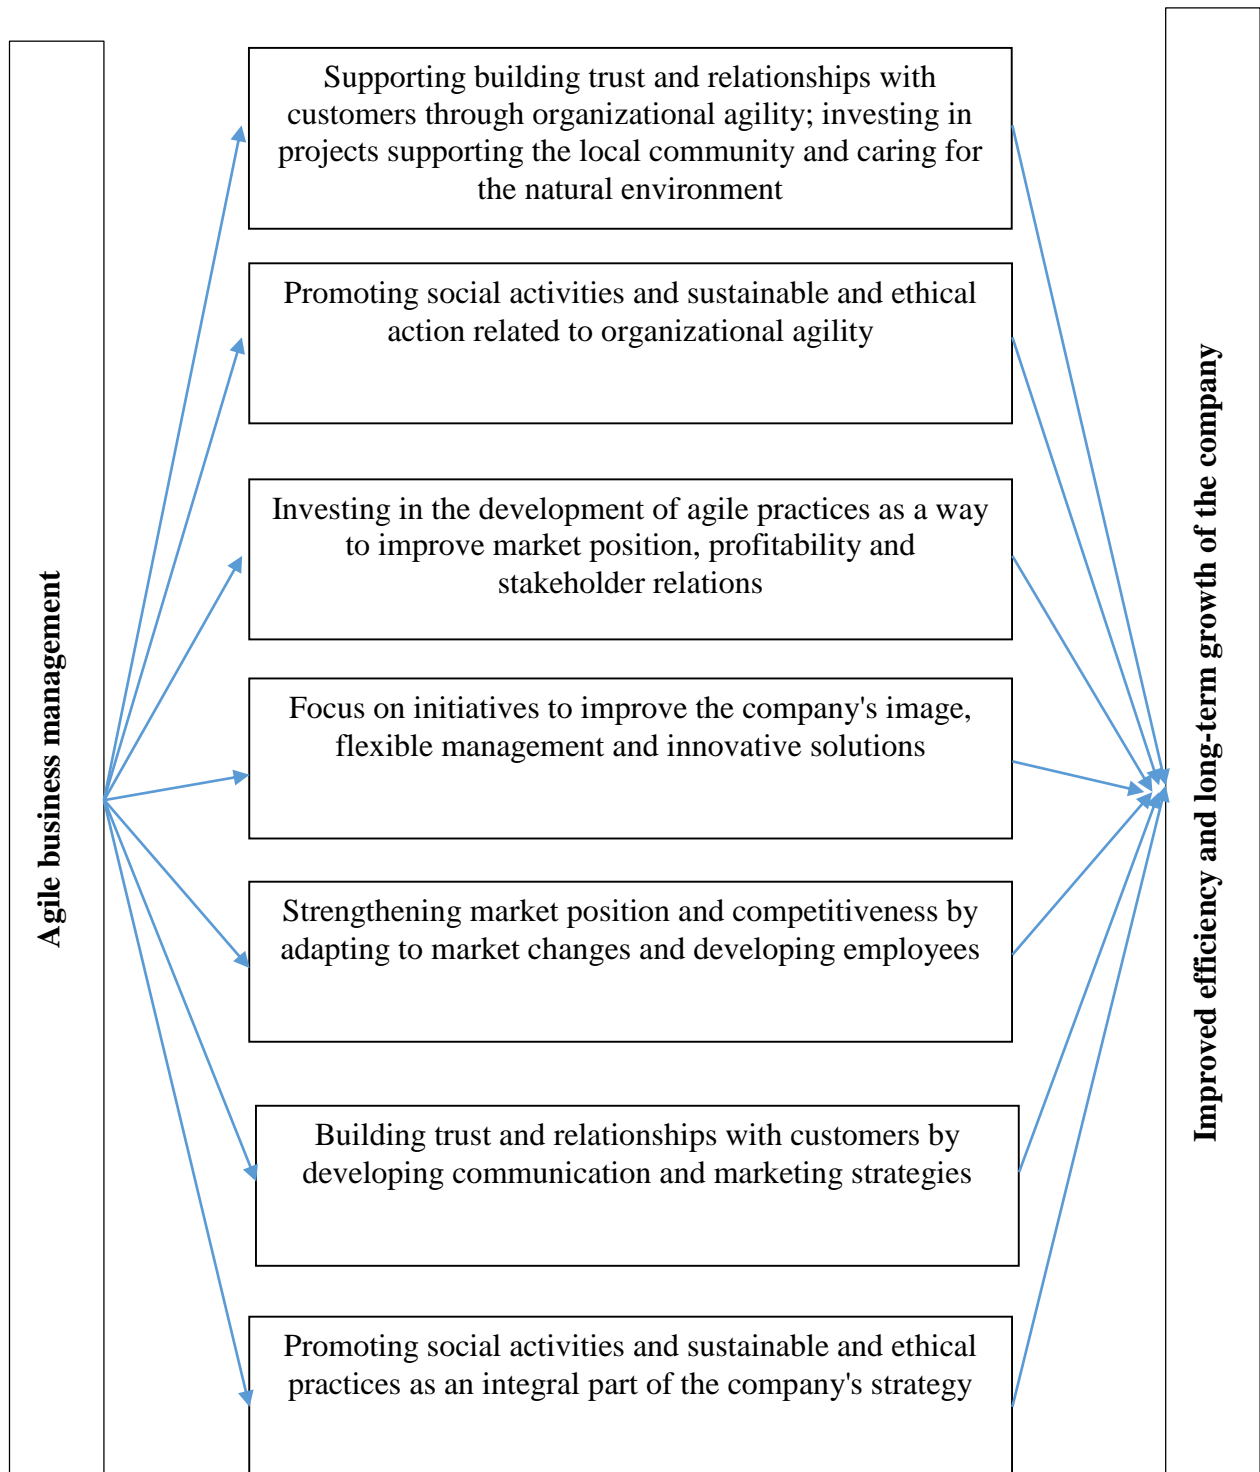 Agile business management
Supporting building trust and relationships with
customers through organizational agility; investing in
projects supporting the local community and caring for
the natural environment
Promoting social activities and sustainable and ethical
action related to organizational agility
Investing in the development of agile practices as a way
to improve market position, profitability and
stakeholder relations
Focus on initiatives to improve the company's image,
flexible management and innovative solutions
Strengthening market position and competitiveness by
adapting to market changes and developing employees
Building trust and relationships with customers by
developing communication and marketing strategies
Promoting social activities and sustainable and ethical
practices as an integral part of the company's strategy
Improved efficiency and long-term growth of the company